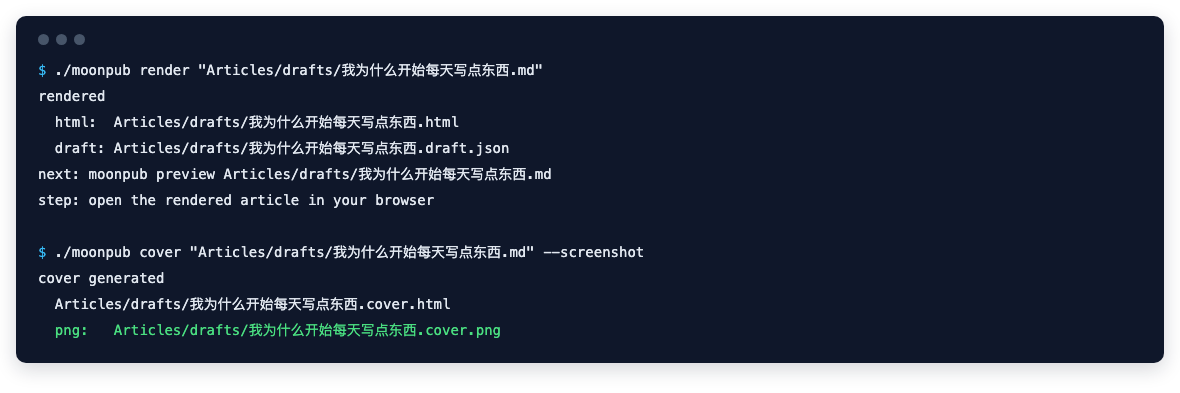 $ ./moonpub render "Articles/drafts/我为什么开始每天写点东西.md"
rendered
  html:  Articles/drafts/我为什么开始每天写点东西.html
  draft: Articles/drafts/我为什么开始每天写点东西.draft.json
next: moonpub preview Articles/drafts/我为什么开始每天写点东西.md
step: open the rendered article in your browser

$ ./moonpub cover "Articles/drafts/我为什么开始每天写点东西.md" --screenshot
cover generated
  Articles/drafts/我为什么开始每天写点东西.cover.html
  png:   Articles/drafts/我为什么开始每天写点东西.cover.png